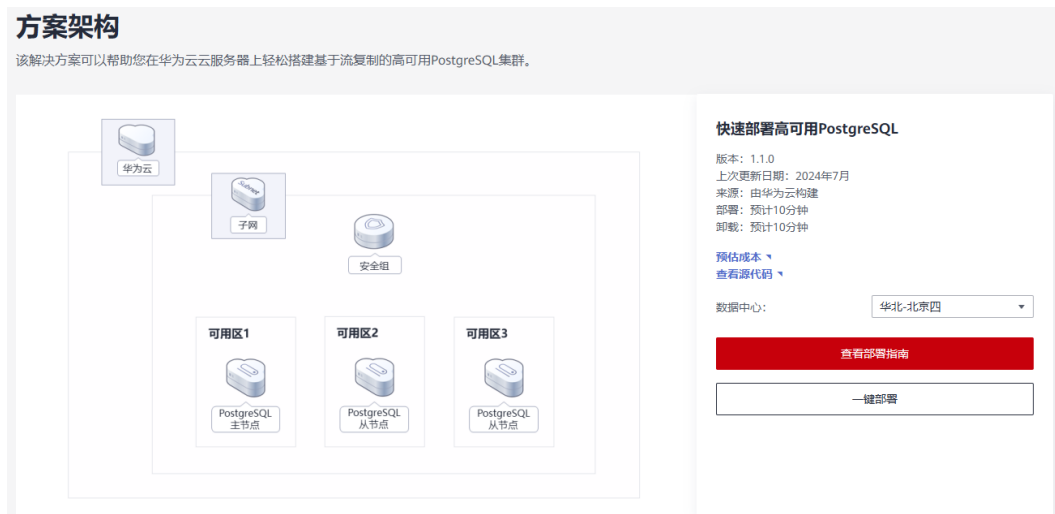 方案架构
该解决方案可以帮助您在华为云云服务器上轻松搭建基于流复制的高可用PostgreSQL集群。
华为云
Subnet
子网
安全组
可用区1
PostgreSQL
主节点
可用区2
PostgreSQL
从节点
可用区3
PostgreSQL
从节点
快速部署高可用PostgreSQL
版本：1.1.0
上次更新日期：2024年7月
来源：由华为云构建
部署：预计10分钟
卸载：预计10分钟
预估成本
查看源代码
数据中心：
华北-北京四
查看部署指南
一键部署